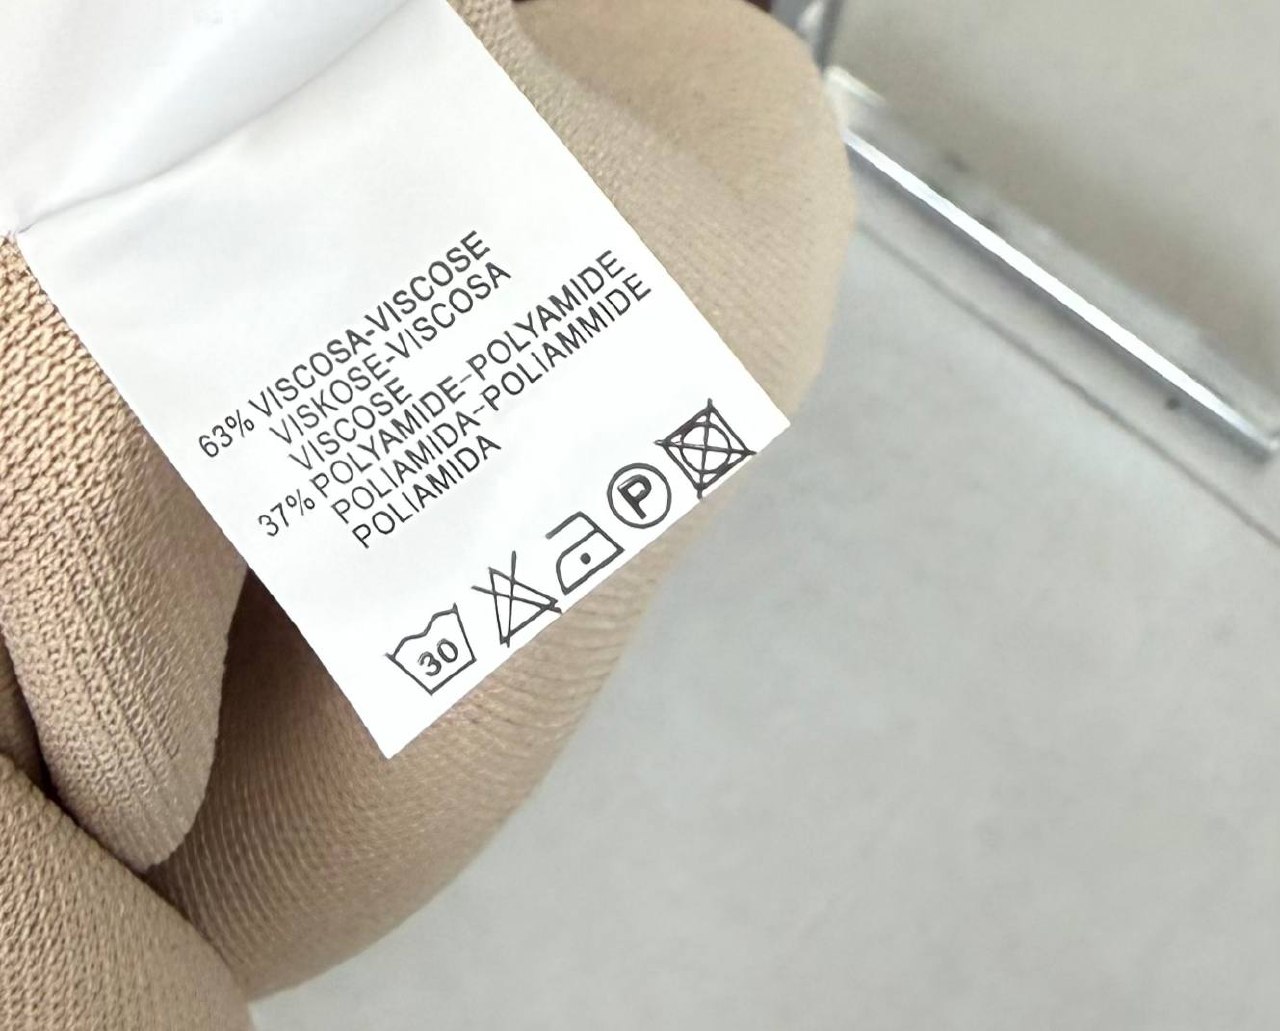 63% VISCOSA-VISCOSE
VISKOSE-VISCOSA
VISCOSE
37% POLYAMIDE-POLYAMIDE
POLIAMIDA-POLIAMMIDE
POLIAMIDA
30 P